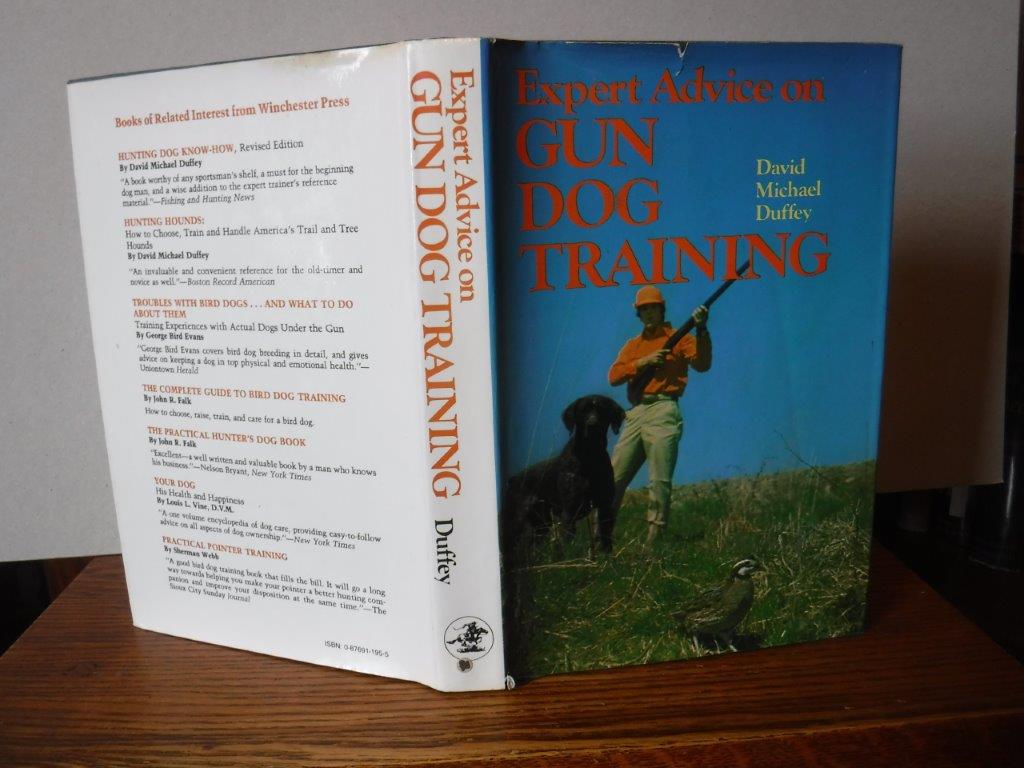 Books of Related Interest from Winchester Press
HUNTING DOG KNOW-HOW, Revised Edition
By David Michael Duffey
"A book worthy of any sportsman's shelf, a must for the beginning
dog man, and a wise addition to the expert trainer's reference
material."—Fishing and Hunting News
HUNTING HOUNDS:
How to Choose, Train and Handle America's Trail and Tree
Hounds
By David Michael Duffey
"An invaluable and convenient reference for the old-timer and
novice as well."—Boston Record American
TROUBLES WITH BIRD DOGS . . . AND WHAT TO DO
ABOUT THEM
Training Experiences with Actual Dogs Under the Gun
By George Bird Evans
"George Bird Evans covers bird dog breeding in detail, and gives
advice on keeping a dog in top physical and emotional health."—
Uniontown Herald
THE COMPLETE GUIDE TO BIRD DOG TRAINING
By John R. Falk
How to choose, raise, train, and care for a bird dog.
THE PRACTICAL HUNTER'S DOG BOOK
By John R. Falk
"Excellent—a well written and valuable book by a man who knows
his business."—Nelson Bryant, New York Times
YOUR DOG
His Health and Happiness
By Louis L. Vine, D.V.M.
"A one volume encyclopedia of dog care, providing easy-to-follow
advice on all aspects of dog ownership."—New York Times
PRACTICAL POINTER TRAINING
By Sherman Webb
"A good bird dog training book that fills the bill. It will go a long
way towards helping you make your pointer a better hunting com-
panion and improve your disposition at the same time."—The
Sioux City Sunday Journal
ISBN: 0-87691-195-5
Expert Advice on
GUN DOG TRAINING
Duffey
Expert Advice on
GUN
DOG
TRAINING
David
Michael
Duffey